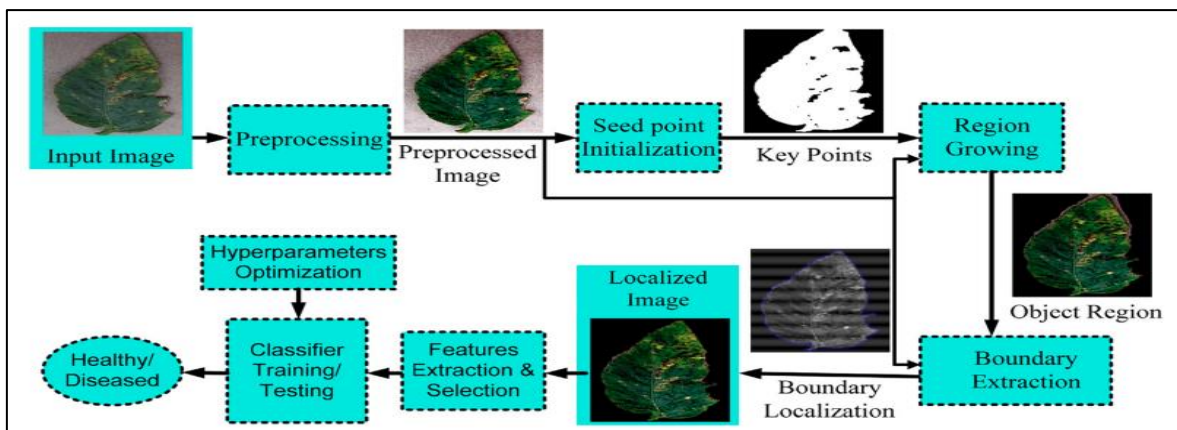 Input Image
Preprocessing
Preprocessed
Image
Seed point
Initialization
Key Points
Region
Growing
Object Region
Boundary
Extraction
Boundary
Localization
Localized
Image
Features
Extraction &
Selection
Hyperparameters
Optimization
Classifier
Training/
Testing
Healthy/
Diseased